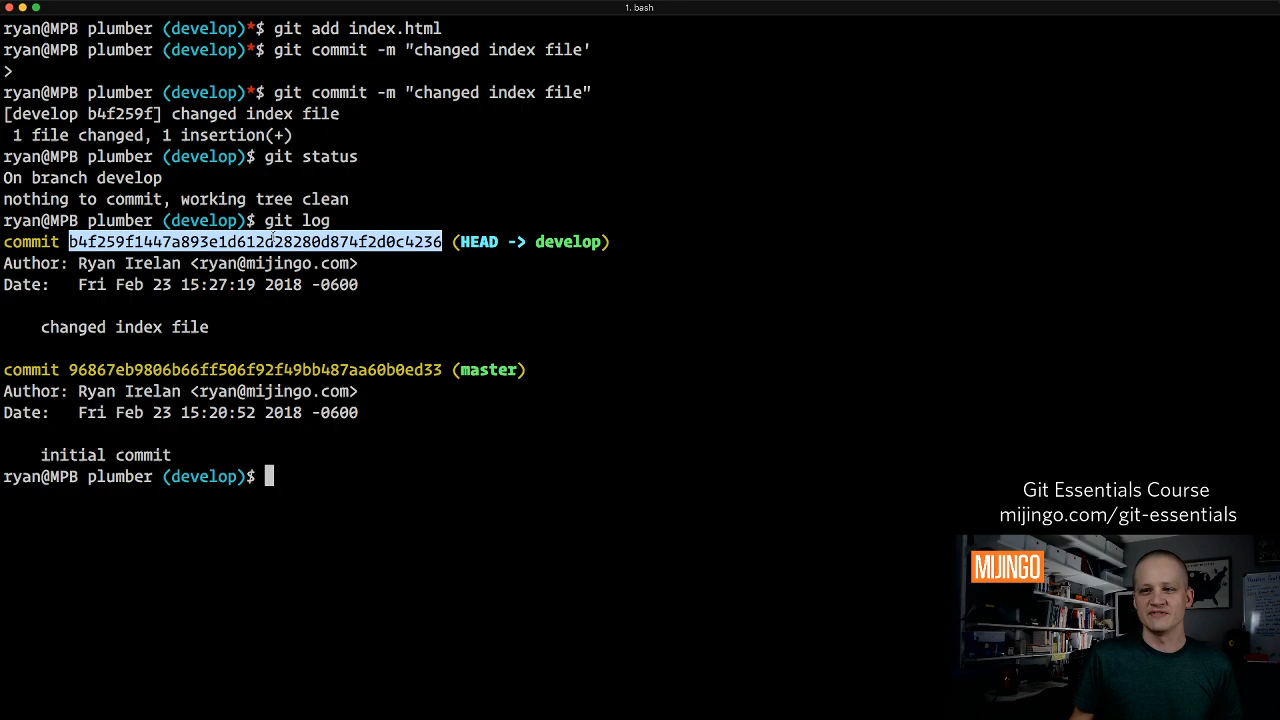 1. bash
ryan@MPB plumber (develop)*$ git add index.html
ryan@MPB plumber (develop)*$ git commit -m "changed index file'
>
ryan@MPB plumber (develop)*$ git commit -m "changed index file"
[develop b4f259f] changed index file
 1 file changed, 1 insertion(+)
ryan@MPB plumber (develop)$ git status
On branch develop
nothing to commit, working tree clean
ryan@MPB plumber (develop)$ git log
commit b4f259f1447a893e1d612d28280d874f2d0c4236 (HEAD -> develop)
Author: Ryan Irelan <ryan@mijingo.com>
Date:   Fri Feb 23 15:27:19 2018 -0600
    changed index file
commit 96867eb9806b66ff506f92f49bb487aa60b0ed33 (master)
Author: Ryan Irelan <ryan@mijingo.com>
Date:   Fri Feb 23 15:20:52 2018 -0600
    initial commit
ryan@MPB plumber (develop)$
Git Essentials Course
mijingo.com/git-essentials
MIJINGO